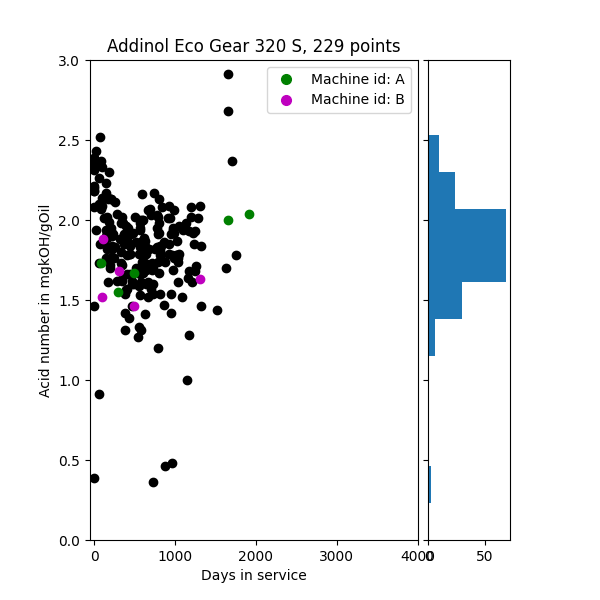 Addinol Eco Gear 320 S, 229 points
Machine id: A
Machine id: B
Acid number in mgkOH/gOil
3.0
2.5
2.0
1.5
1.0
0.5
0.0
0
1000
2000
3000
4000
0
50
Days in service